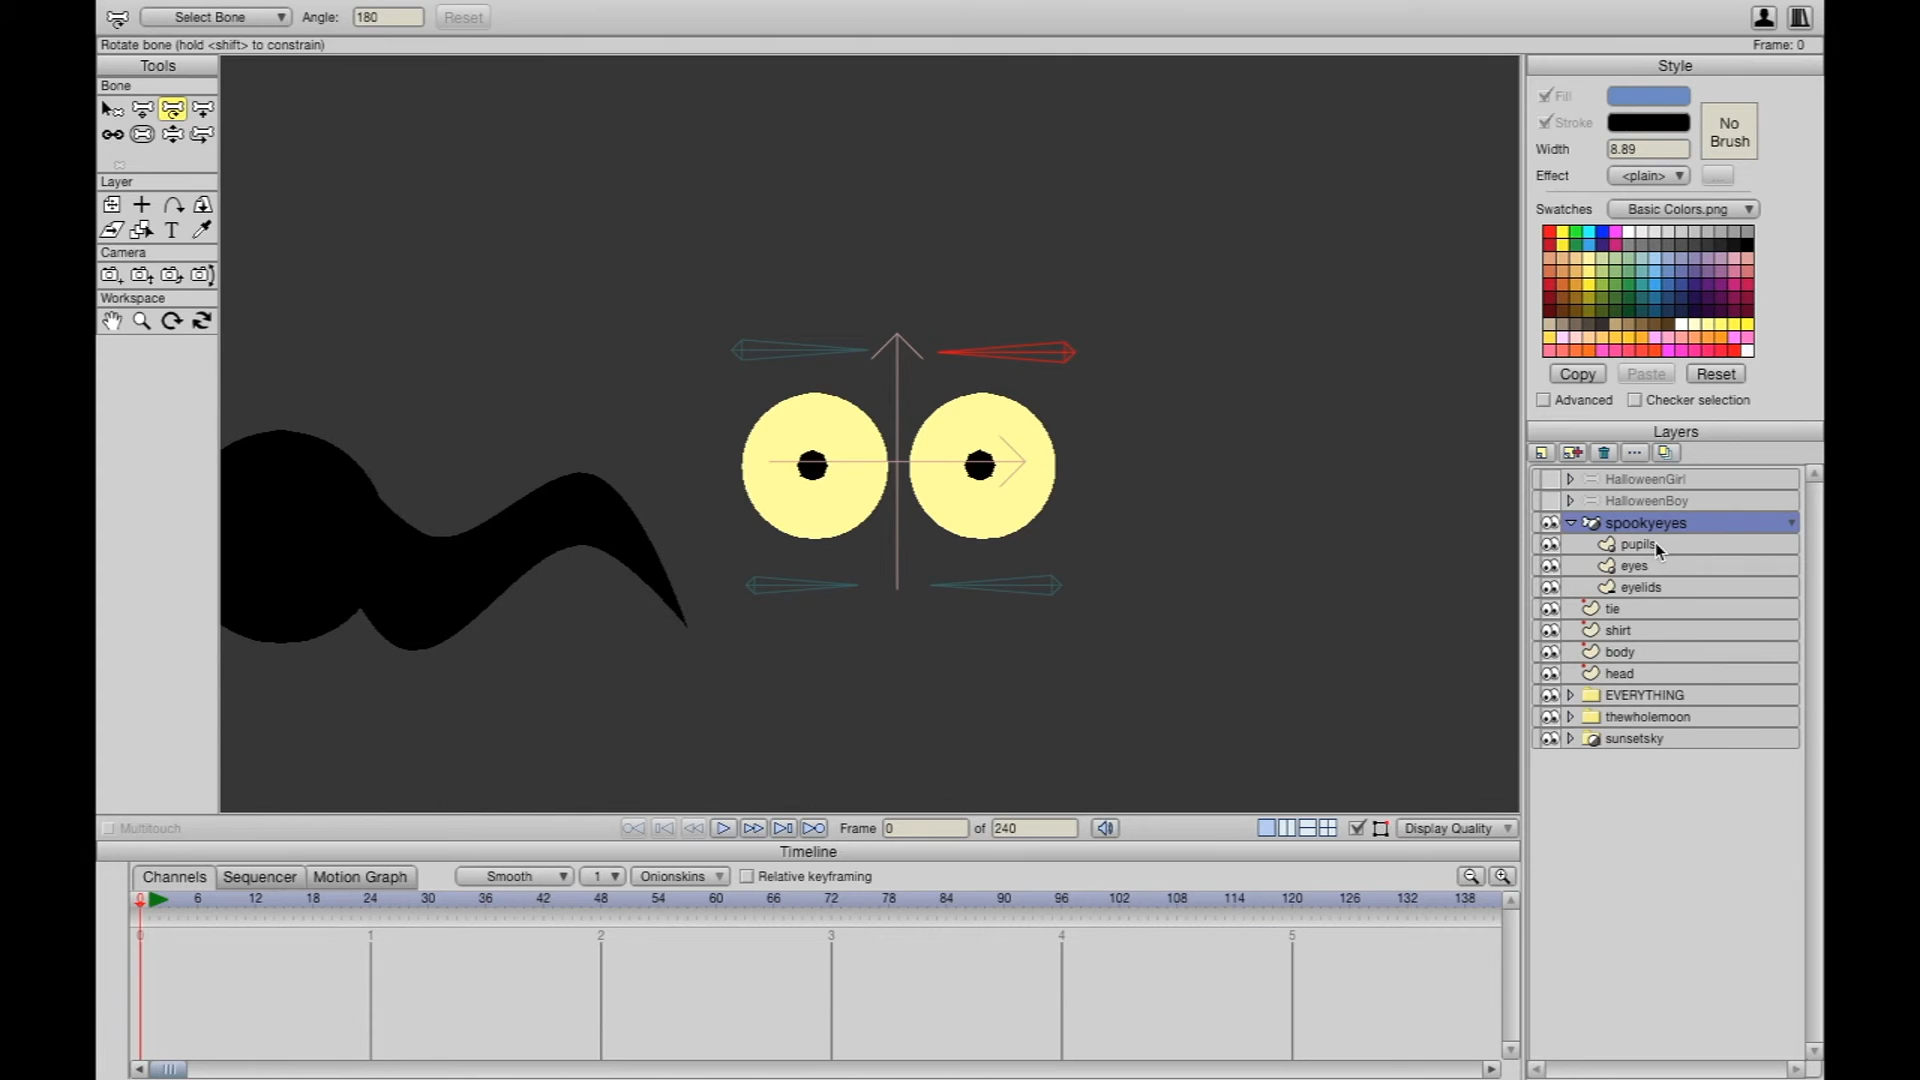 Select Bone
Angle:
180
Reset
Rotate bone (hold <shift> to constrain)
Frame: 0
Tools
Bone
Layer
T
Camera
Workspace
Style
Fill
Stroke
No
Brush
Width
8.89
Effect
<plain>
...
Swatches
Basic Colors.png
Copy
Paste
Reset
Advanced
Checker selection
Layers
HalloweenGirl
HalloweenBoy
spookyeyes
pupils
eyes
eyelids
tie
shirt
body
head
EVERYTHING
thewholemoon
sunsetsky
Multitouch
Frame
0
of
240
Display Quality
Timeline
Channels
Sequencer
Motion Graph
Smooth
1
Onionskins
Relative keyframing
0 6 12 18 24 30 36 42 48 54 60 66 72 78 84 90 96 102 108 114 120 126 132 138
0 1 2 3 4 5